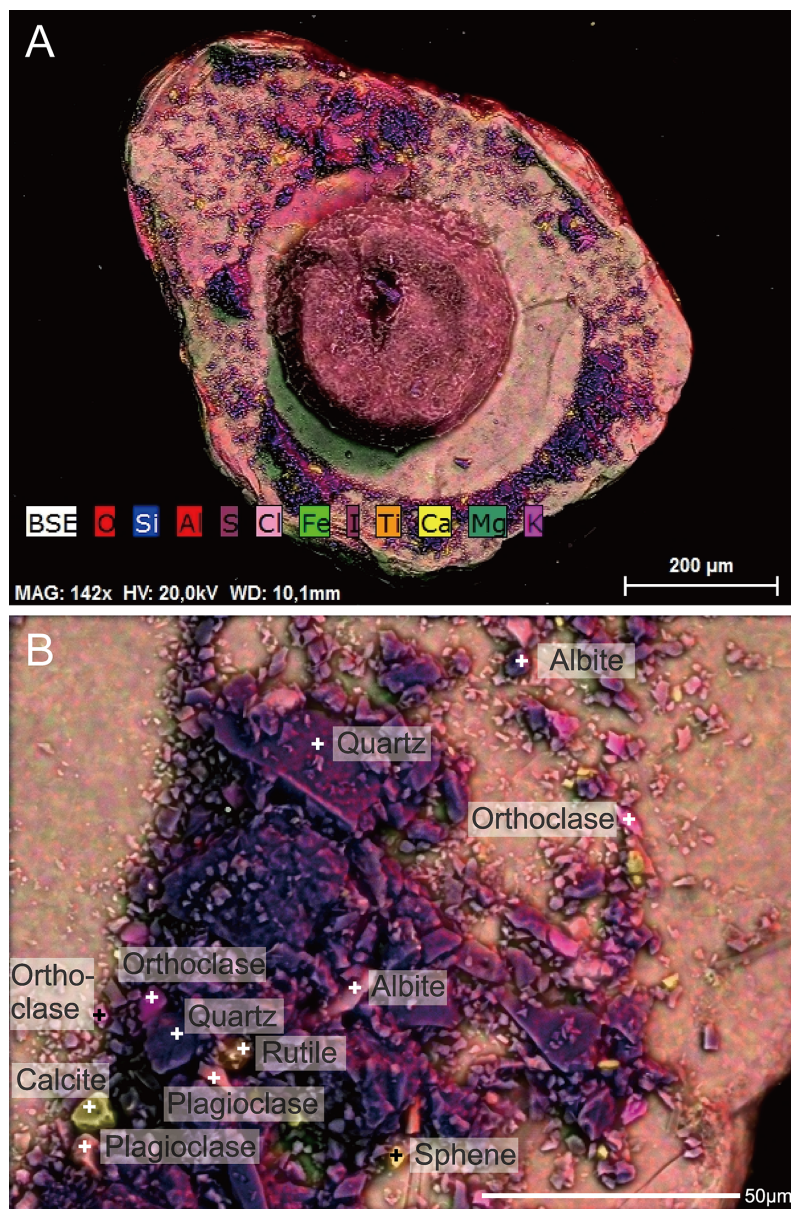 A
BSE O Si Al S Cl Fe I Ti Ca Mg K
200 µm
MAG: 142x HV: 20,0kV WD: 10,1mm
B
Albite
Quartz
Orthoclase
Ortho-
clase
Orthoclase
Albite
Quartz
Rutile
Calcite
Plagioclase
Plagioclase
Sphene
50µm